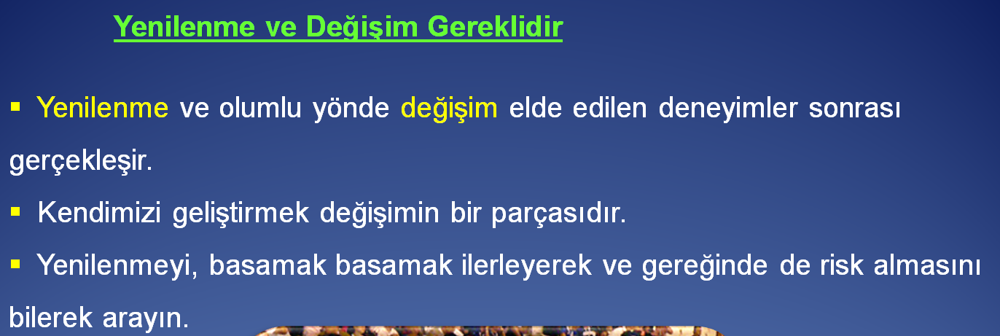 Yenilenme ve Değişim Gereklidir
▪ Yenilenme ve olumlu yönde değişim elde edilen deneyimler sonrası
gerçekleşir.
▪ Kendimizi geliştirmek değişimin bir parçasıdır.
▪ Yenilenmeyi, basamak basamak ilerleyerek ve gereğinde de risk almasını
bilerek arayın.